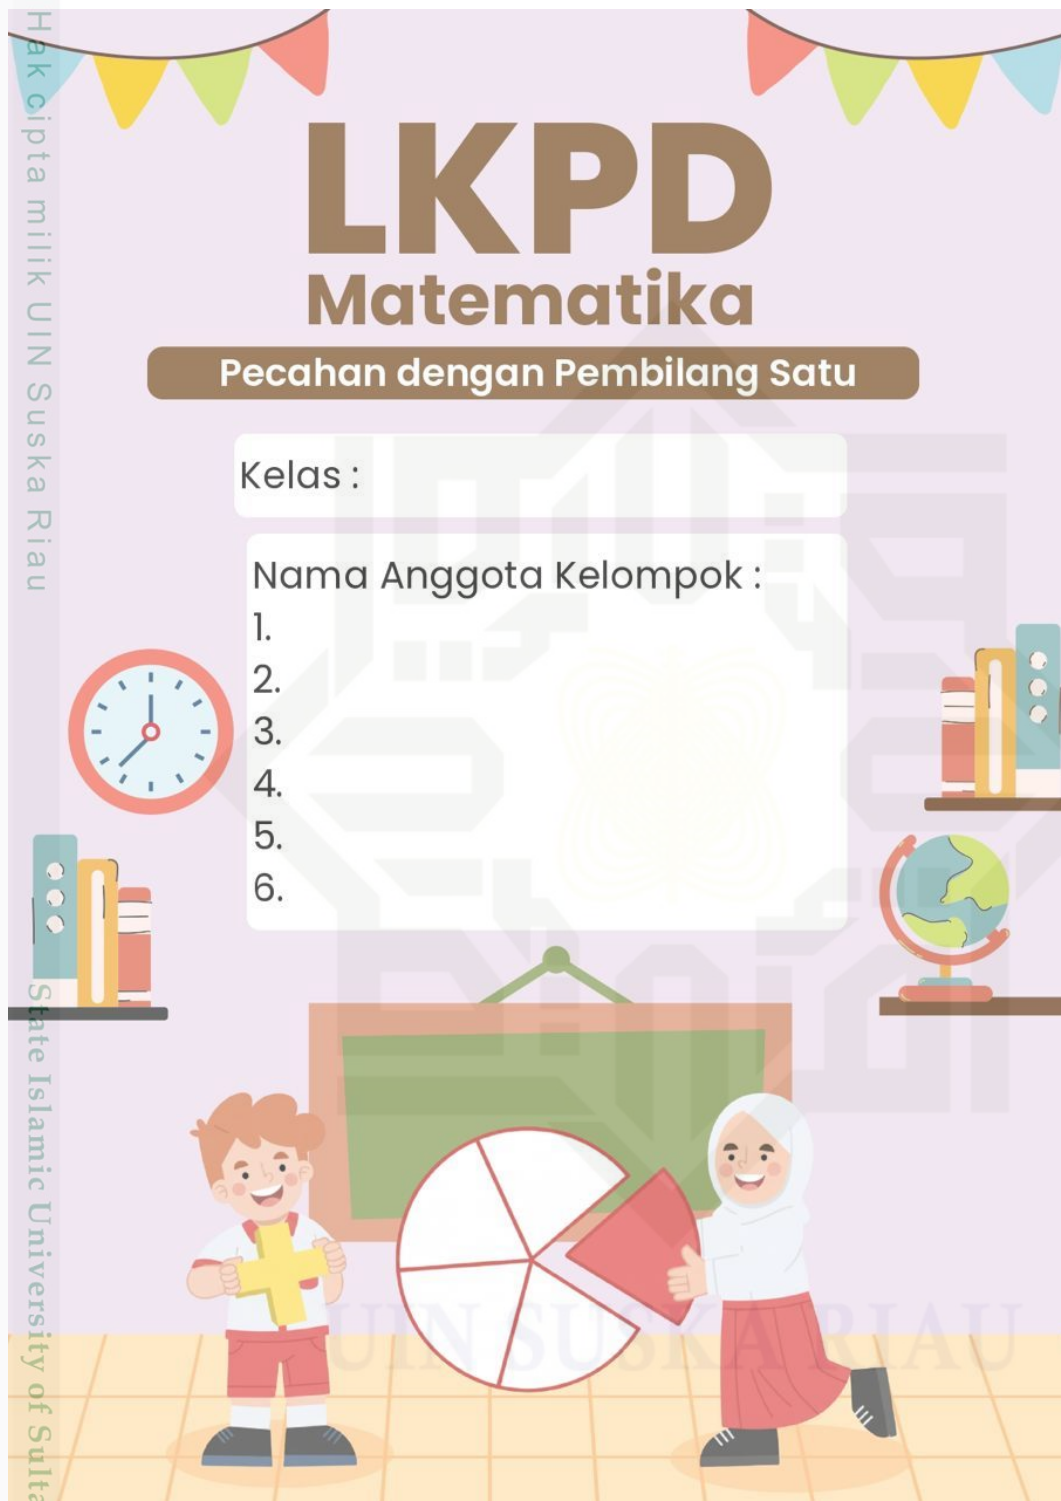 LKPD
Matematika
Pecahan dengan Pembilang Satu
Kelas :
Nama Anggota Kelompok :
1.
2.
3.
4.
5.
6.
Hak cipta milik UIN Suska Riau
State Islamic University of Sulta
UIN SUSKA RIAU